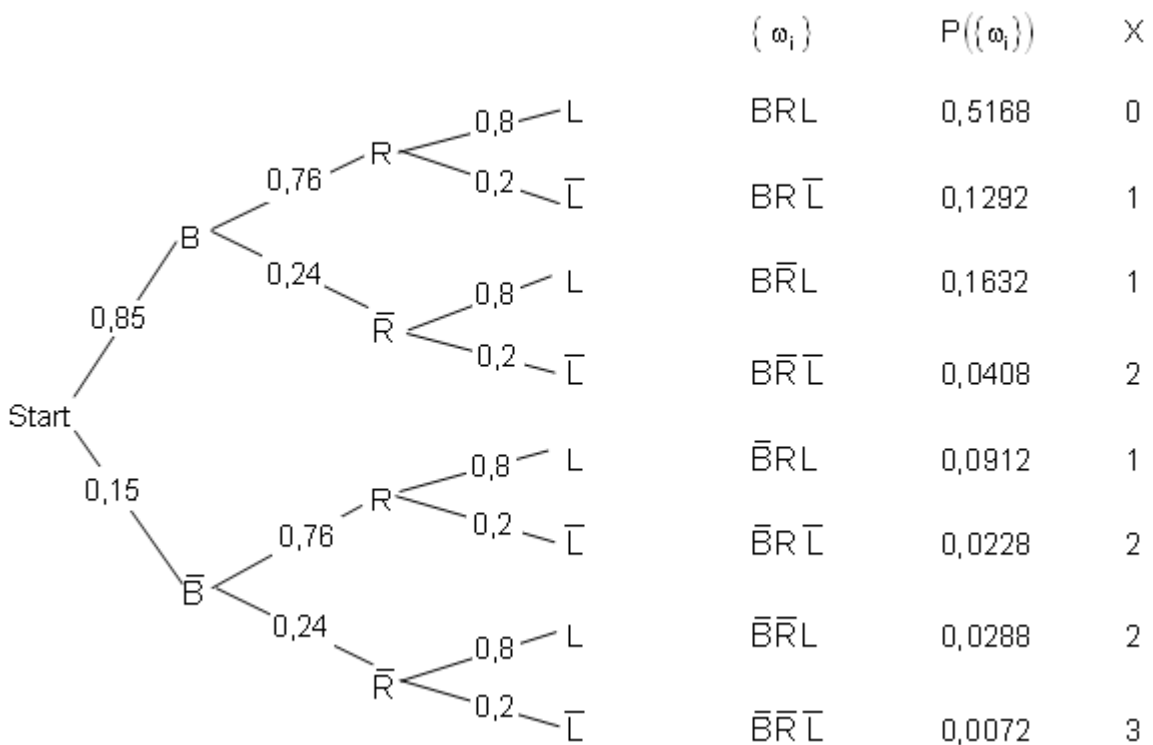 { ωᵢ } P({ωᵢ}) X
0,8 L BRL 0,5168 0
R
0,76 0,2 L̅ BRL̅ 0,1292 1
B
0,24 0,8 L BR̅L 0,1632 1
0,85 R̅
0,2 L̅ BR̅L̅ 0,0408 2
Start
0,8 L B̅RL 0,0912 1
0,15 R
0,76 0,2 L̅ B̅RL̅ 0,0228 2
B̅
0,24 0,8 L B̅R̅L 0,0288 2
R̅
0,2 L̅ B̅R̅L̅ 0,0072 3